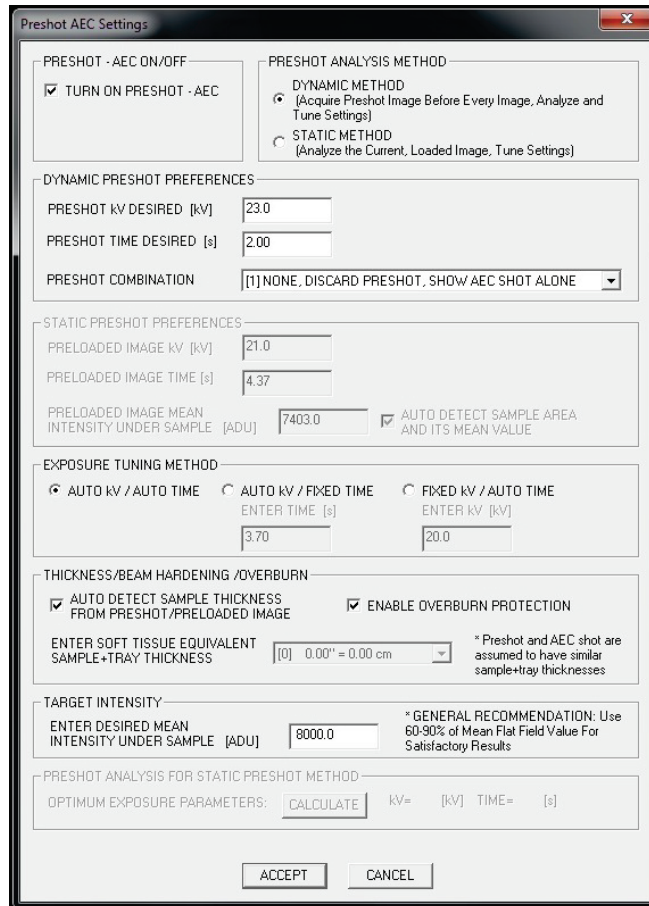 Preshot AEC Settings
x
PRESHOT - AEC ON/OFF
TURN ON PRESHOT - AEC
PRESHOT ANALYSIS METHOD
DYNAMIC METHOD
(Acquire Preshot Image Before Every Image, Analyze and
Tune Settings)
STATIC METHOD
(Analyze the Current, Loaded Image, Tune Settings)
DYNAMIC PRESHOT PREFERENCES
PRESHOT kV DESIRED [kV] 23.0
PRESHOT TIME DESIRED [s] 2.00
PRESHOT COMBINATION [1] NONE, DISCARD PRESHOT, SHOW AEC SHOT ALONE
STATIC PRESHOT PREFERENCES
PRELOADED IMAGE kV [kV] 21.0
PRELOADED IMAGE TIME [s] 4.37
PRELOADED IMAGE MEAN
INTENSITY UNDER SAMPLE [ADU] 7403.0
AUTO DETECT SAMPLE AREA
AND ITS MEAN VALUE
EXPOSURE TUNING METHOD
AUTO kV / AUTO TIME AUTO kV / FIXED TIME FIXED kV / AUTO TIME
ENTER TIME [s] ENTER kV [kV]
3.70 20.0
THICKNESS/BEAM HARDENING /OVERBURN
AUTO DETECT SAMPLE THICKNESS
FROM PRESHOT/PRELOADED IMAGE
ENABLE OVERBURN PROTECTION
ENTER SOFT TISSUE EQUIVALENT
SAMPLE+TRAY THICKNESS
[0] 0.00" = 0.00 cm
* Preshot and AEC shot are
assumed to have similar
sample+tray thicknesses
TARGET INTENSITY
ENTER DESIRED MEAN
INTENSITY UNDER SAMPLE [ADU] 8000.0
* GENERAL RECOMMENDATION: Use
60-90% of Mean Flat Field Value For
Satisfactory Results
PRESHOT ANALYSIS FOR STATIC PRESHOT METHOD
OPTIMUM EXPOSURE PARAMETERS: CALCULATE kV= [kV] TIME= [s]
ACCEPT CANCEL